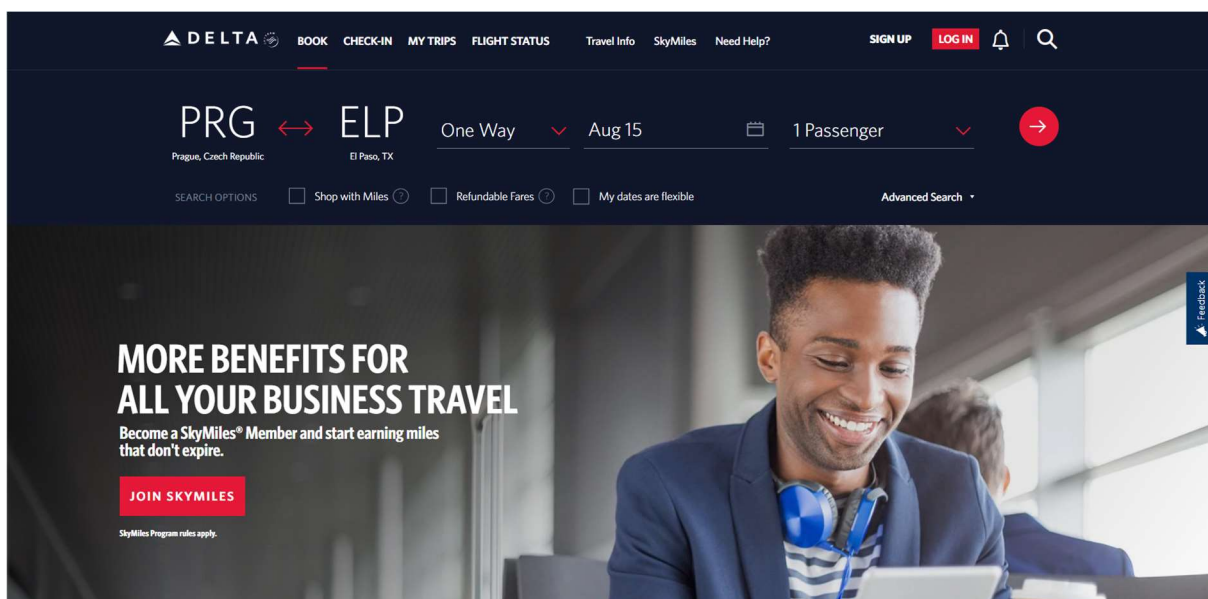 DELTA BOOK CHECK-IN MY TRIPS FLIGHT STATUS Travel Info SkyMiles Need Help? SIGN UP LOG IN
PRG ELP One Way Aug 15 1 Passenger
Prague, Czech Republic El Paso, TX
SEARCH OPTIONS Shop with Miles ? Refundable Fares ? My dates are flexible Advanced Search
Feedback
MORE BENEFITS FOR
ALL YOUR BUSINESS TRAVEL
Become a SkyMiles® Member and start earning miles
that don't expire.
JOIN SKYMILES
SkyMiles Program rules apply.